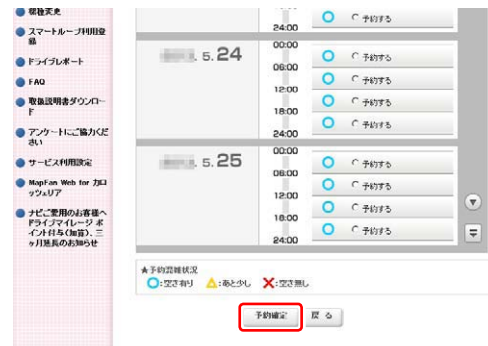 機種変更
スマートループ利用登
録
ドライブレポート
FAQ
取扱説明書ダウンロー
ド
アンケートにご協力くだ
さい
サービス利用設定
MapFan Web for カロ
ッツェリア
ナビご愛用のお客様へ
ドライブマイレージ ポ
イント付与(加算)、三
ヶ月延長のお知らせ
24:00
予約する
. 5. 24
00:00
予約する
06:00
予約する
12:00
予約する
18:00
予約する
24:00
. 5. 25
00:00
予約する
06:00
予約する
12:00
予約する
18:00
予約する
24:00
★予約混雑状況
○:空き有り △:あと少し ×:空き無し
予約確定 戻 る